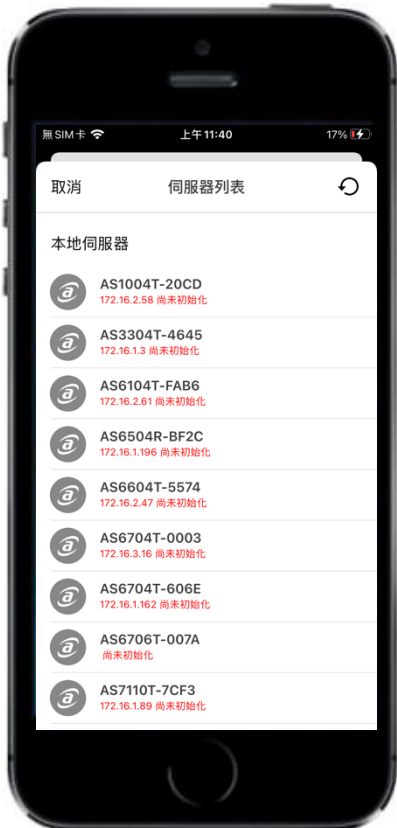 無SIM卡 上午11:40 17%
取消 伺服器列表
本地伺服器
AS1004T-20CD
172.16.2.58 尚未初始化
AS3304T-4645
172.16.1.3 尚未初始化
AS6104T-FAB6
172.16.2.61 尚未初始化
AS6504R-BF2C
172.16.1.196 尚未初始化
AS6604T-5574
172.16.2.47 尚未初始化
AS6704T-0003
172.16.3.16 尚未初始化
AS6704T-606E
172.16.1.162 尚未初始化
AS6706T-007A
尚未初始化
AS7110T-7CF3
172.16.1.89 尚未初始化